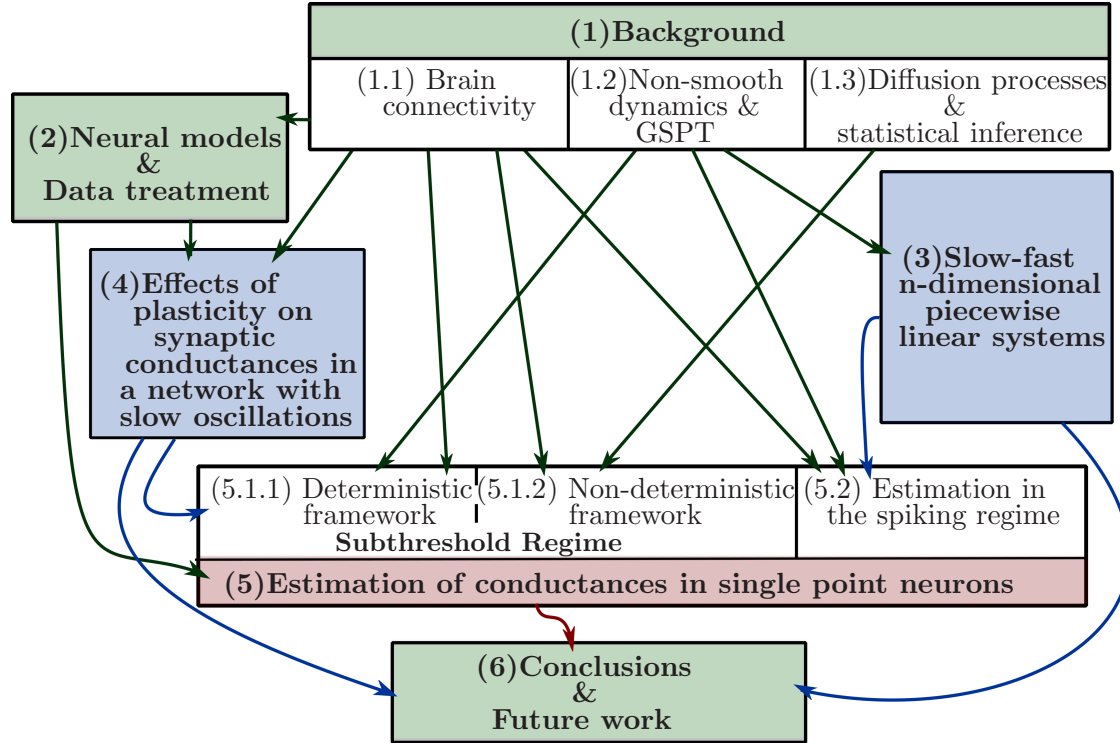 (1)Background
(1.1) Brain
connectivity
(1.2)Non-smooth
dynamics &
GSPT
(1.3)Diffusion processes
&
statistical inference
(2)Neural models
&
Data treatment
(3)Slow-fast
n-dimensional
piecewise
linear systems
(4)Effects of
plasticity on
synaptic
conductances in
a network with
slow oscillations
(5.1.1) Deterministic
framework
(5.1.2) Non-deterministic
framework
Subthreshold Regime
(5.2) Estimation in
the spiking regime
(5)Estimation of conductances in single point neurons
(6)Conclusions
&
Future work